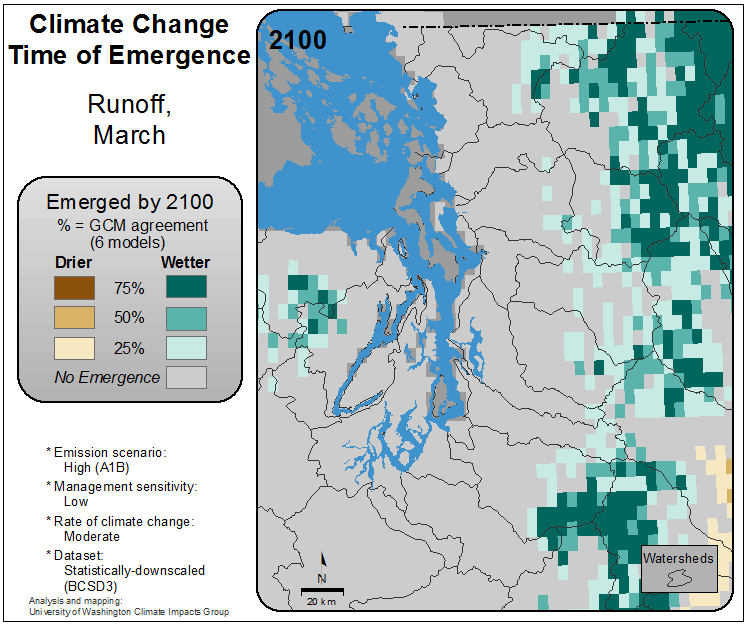 Climate Change
Time of Emergence
Runoff,
March
Emerged by 2100
% = GCM agreement
(6 models)
Drier Wetter
75%
50%
25%
No Emergence
* Emission scenario:
High (A1B)
* Management sensitivity:
Low
* Rate of climate change:
Moderate
* Dataset:
Statistically-downscaled
(BCSD3)
Analysis and mapping:
University of Washington Climate Impacts Group
2100
N
20 km
Watersheds